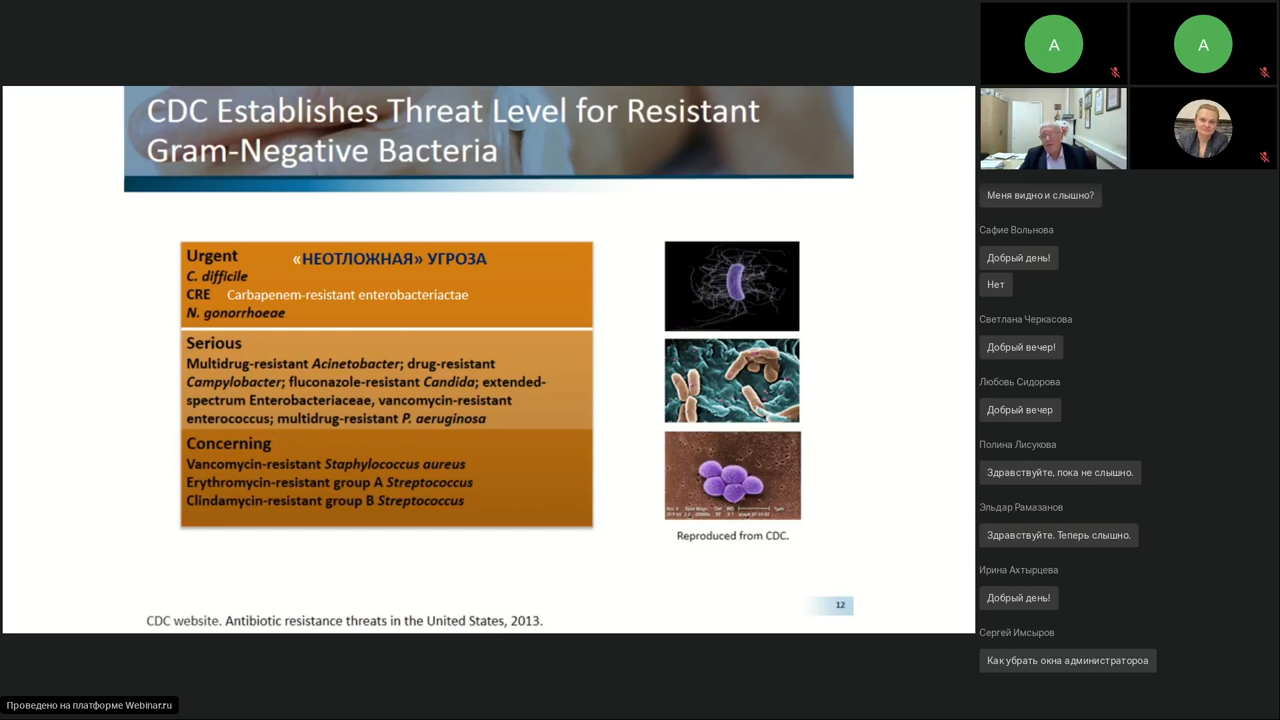 CDC Establishes Threat Level for Resistant
Gram-Negative Bacteria
Urgent
«НЕОТЛОЖНАЯ» УГРОЗА
C. difficile
CRE Carbapenem-resistant enterobacteriactae
N. gonorrhoeae
Serious
Multidrug-resistant Acinetobacter; drug-resistant
Campylobacter; fluconazole-resistant Candida; extended-
spectrum Enterobacteriaceae, vancomycin-resistant
enterococcus; multidrug-resistant P. aeruginosa
Concerning
Vancomycin-resistant Staphylococcus aureus
Erythromycin-resistant group A Streptococcus
Clindamycin-resistant group B Streptococcus
Reproduced from CDC.
12
CDC website. Antibiotic resistance threats in the United States, 2013.
A
A
Меня видно и слышно?
Сафие Вольнова
Добрый день!
Нет
Светлана Черкасова
Добрый вечер!
Любовь Сидорова
Добрый вечер
Полина Лисукова
Здравствуйте, пока не слышно.
Эльдар Рамазанов
Здравствуйте. Теперь слышно.
Ирина Ахтырцева
Добрый день!
Сергей Имсыров
Как убрать окна администратороа
Проведено на платформе Webinar.ru